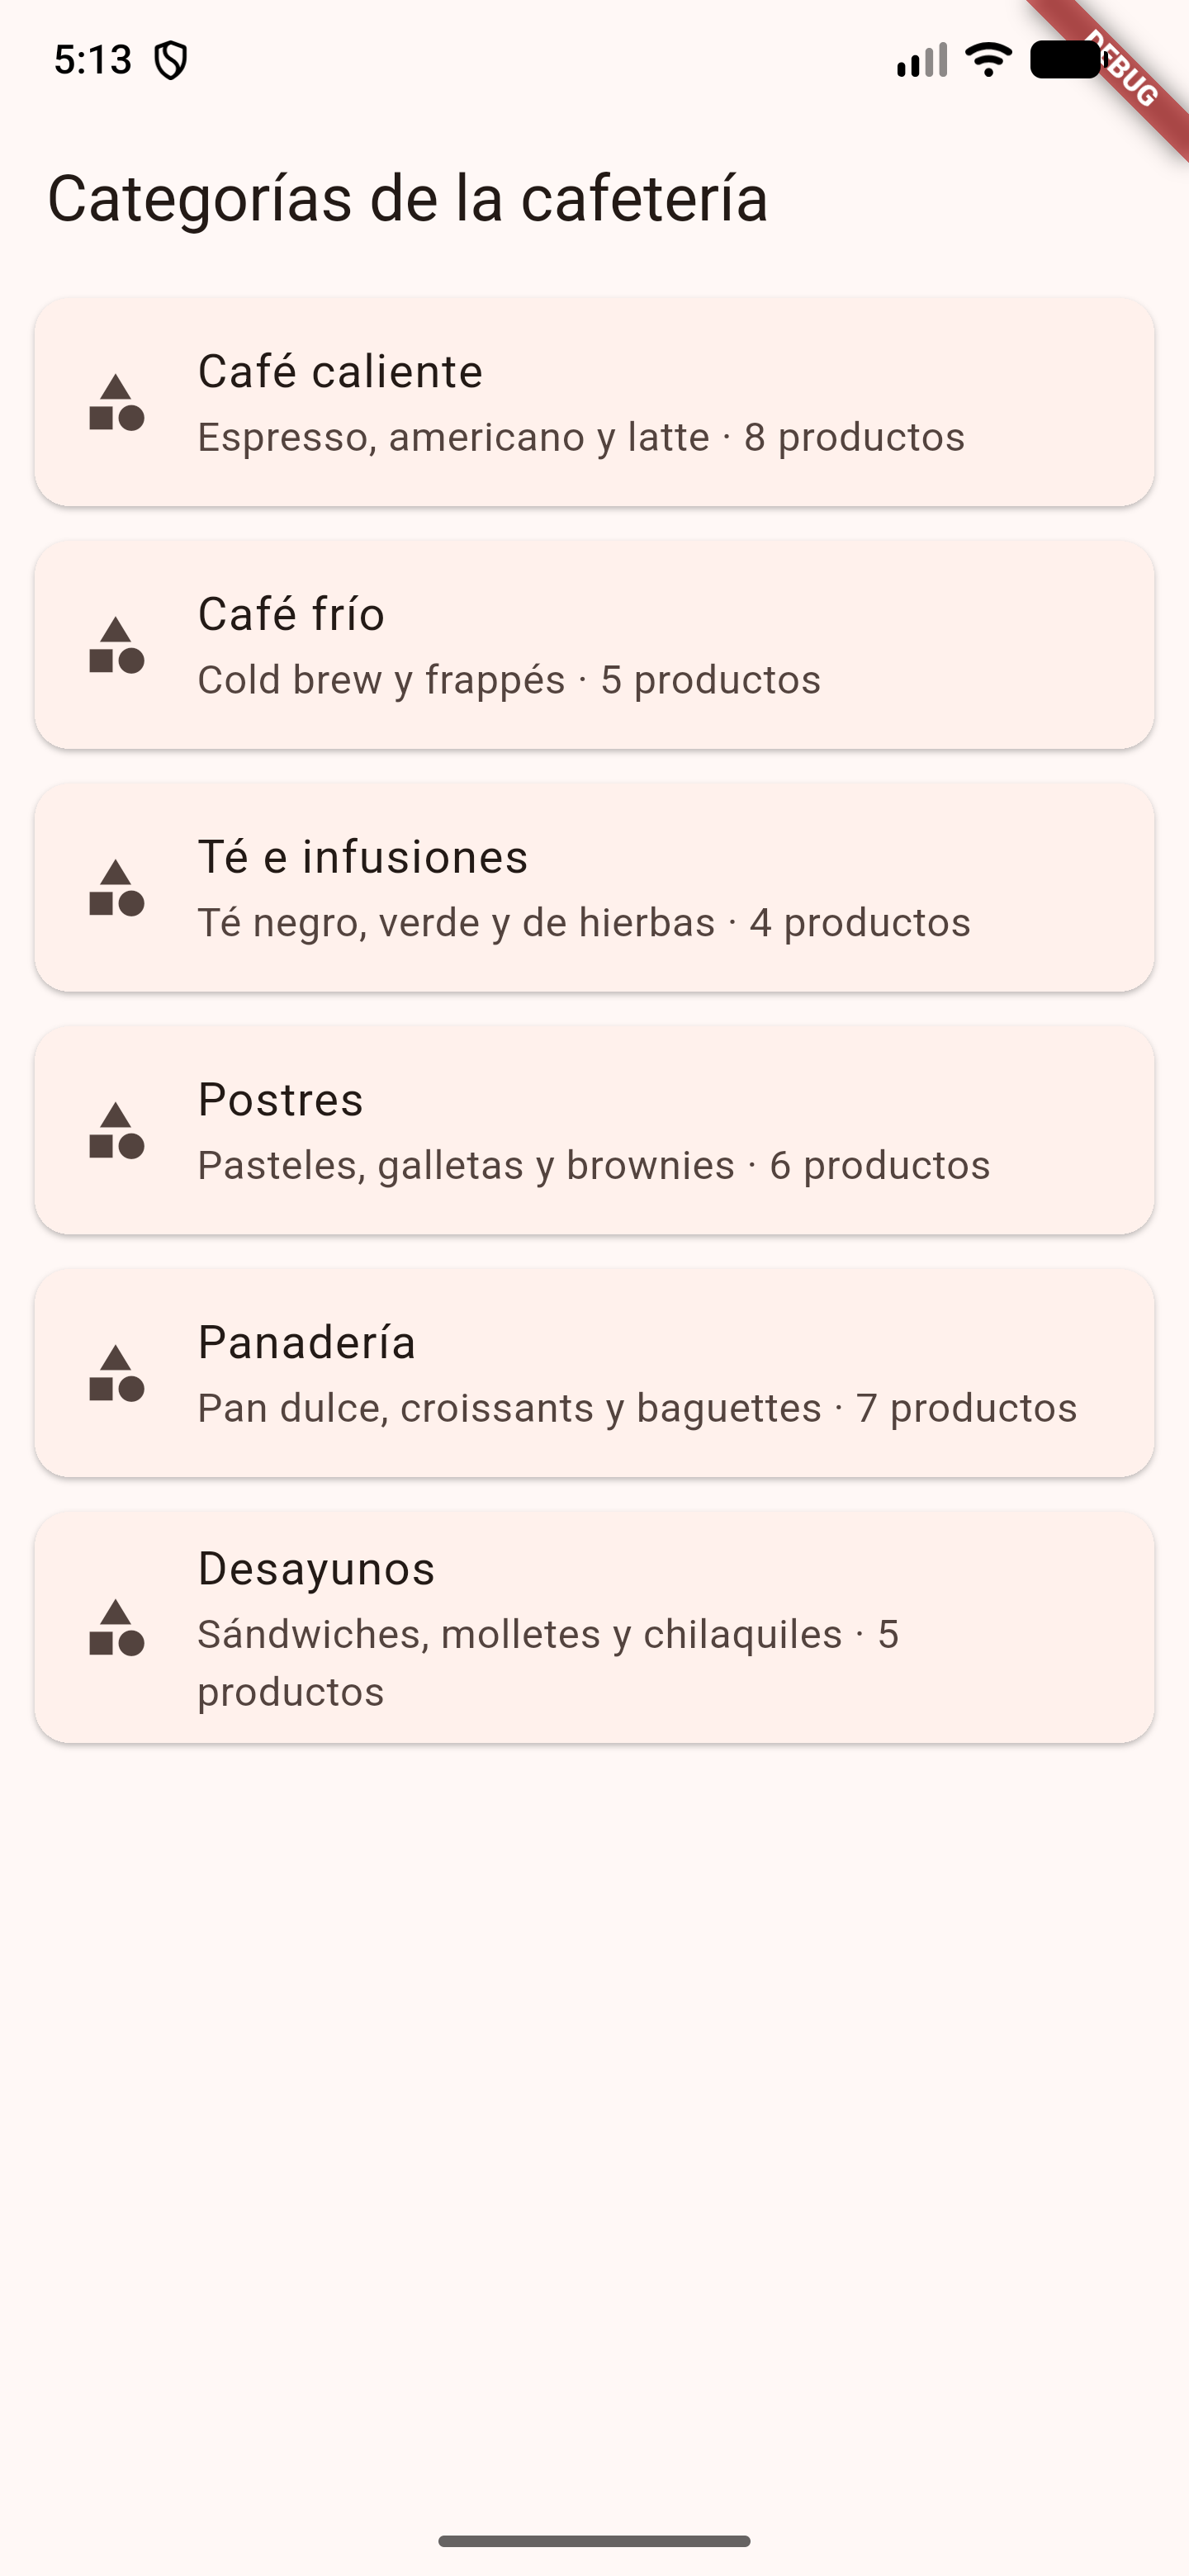 5:13
DEBUG
Categorías de la cafetería
Café caliente
Espresso, americano y latte · 8 productos
Café frío
Cold brew y frappés · 5 productos
Té e infusiones
Té negro, verde y de hierbas · 4 productos
Postres
Pasteles, galletas y brownies · 6 productos
Panadería
Pan dulce, croissants y baguettes · 7 productos
Desayunos
Sándwiches, molletes y chilaquiles · 5
productos